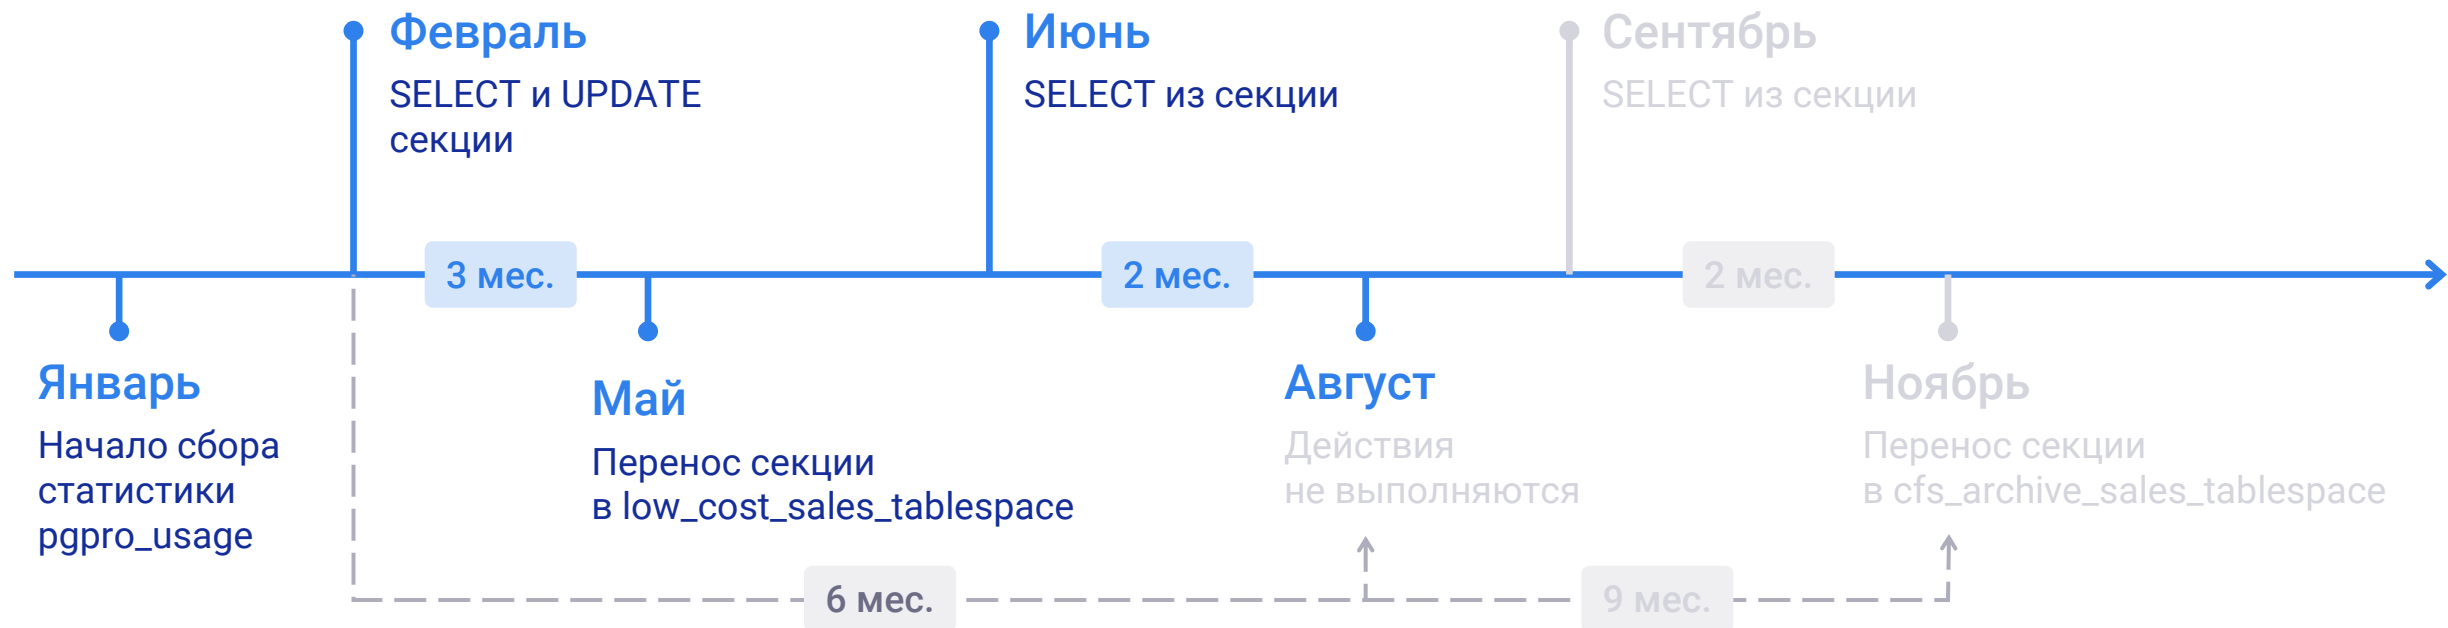 Февраль
SELECT и UPDATE
секции
Июнь
SELECT из секции
Сентябрь
SELECT из секции
3 мес.
2 мес.
2 мес.
Январь
Начало сбора
статистики
pgpro_usage
Май
Перенос секции
в low_cost_sales_tablespace
Август
Действия
не выполняются
Ноябрь
Перенос секции
в cfs_archive_sales_tablespace
6 мес.
9 мес.